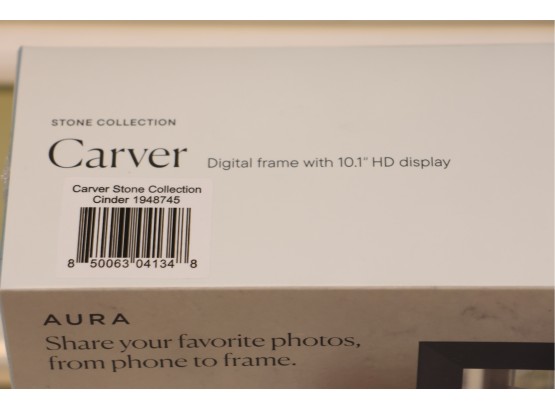 STONE COLLECTION
Carver Digital frame with 10.1" HD display
Carver Stone Collection
Cinder 1948745
8 50063 04134 8
AURA
Share your favorite photos,
from phone to frame.